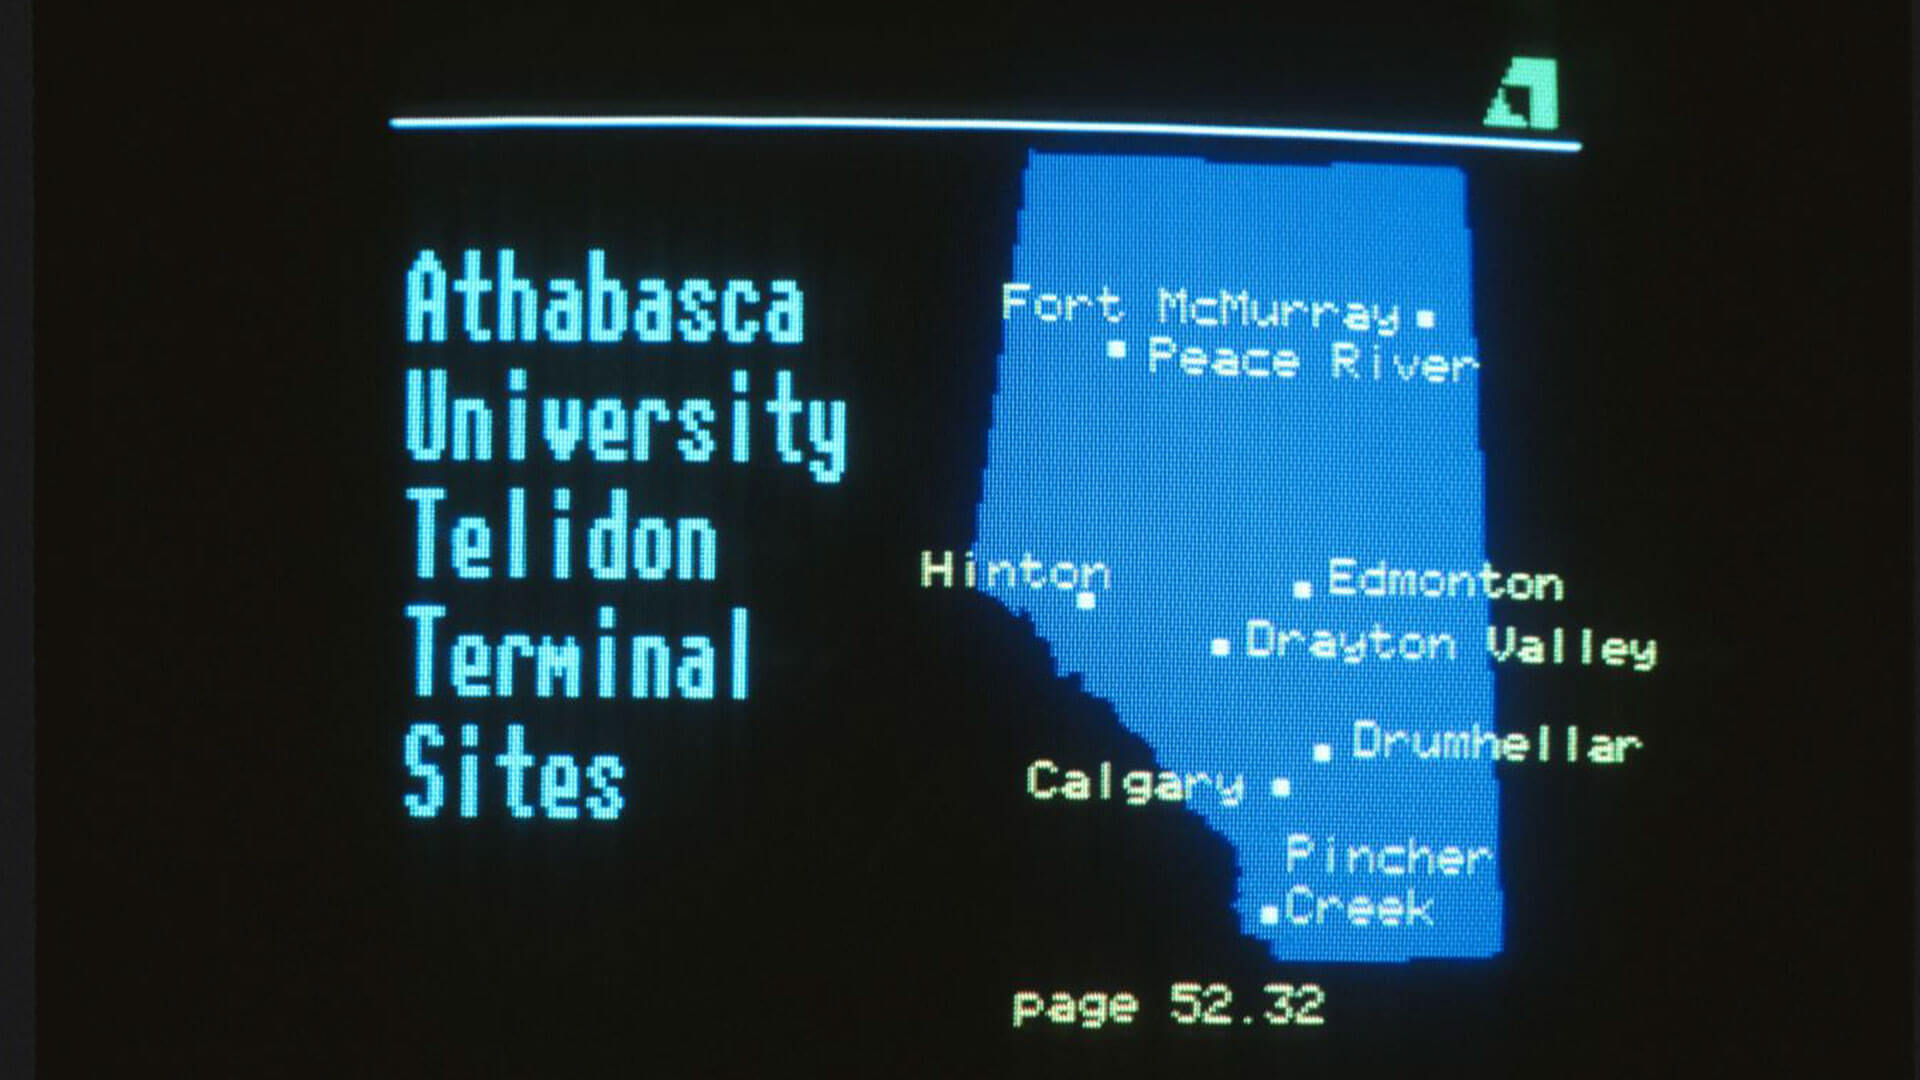 Athabasca
University
Telidon
Terminal
Sites
Fort McMurray
Peace River
Hinton
Edmonton
Drayton Valley
Drumhellar
Calgary
Pincher
Creek
page 52.32